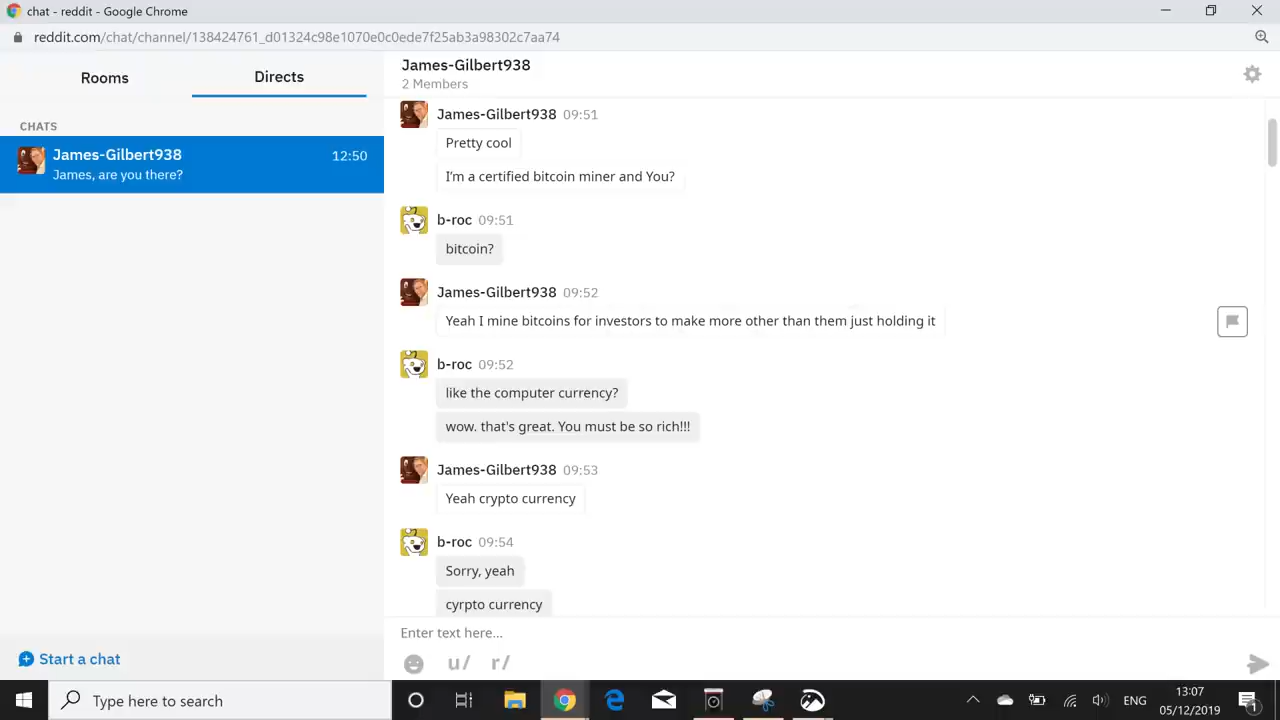 chat - reddit - Google Chrome
reddit.com/chat/channel/138424761_d01324c98e1070e0c0ede7f25ab3a98302c7aa74
Rooms
Directs
CHATS
James-Gilbert938
12:50
James, are you there?
Start a chat
James-Gilbert938
2 Members
James-Gilbert938 09:51
Pretty cool
I'm a certified bitcoin miner and You?
b-roc 09:51
bitcoin?
James-Gilbert938 09:52
Yeah I mine bitcoins for investors to make more other than them just holding it
b-roc 09:52
like the computer currency?
wow. that's great. You must be so rich!!!
James-Gilbert938 09:53
Yeah crypto currency
b-roc 09:54
Sorry, yeah
cyrpto currency
Enter text here...
u/ r/
Type here to search
ENG
13:07
05/12/2019
1